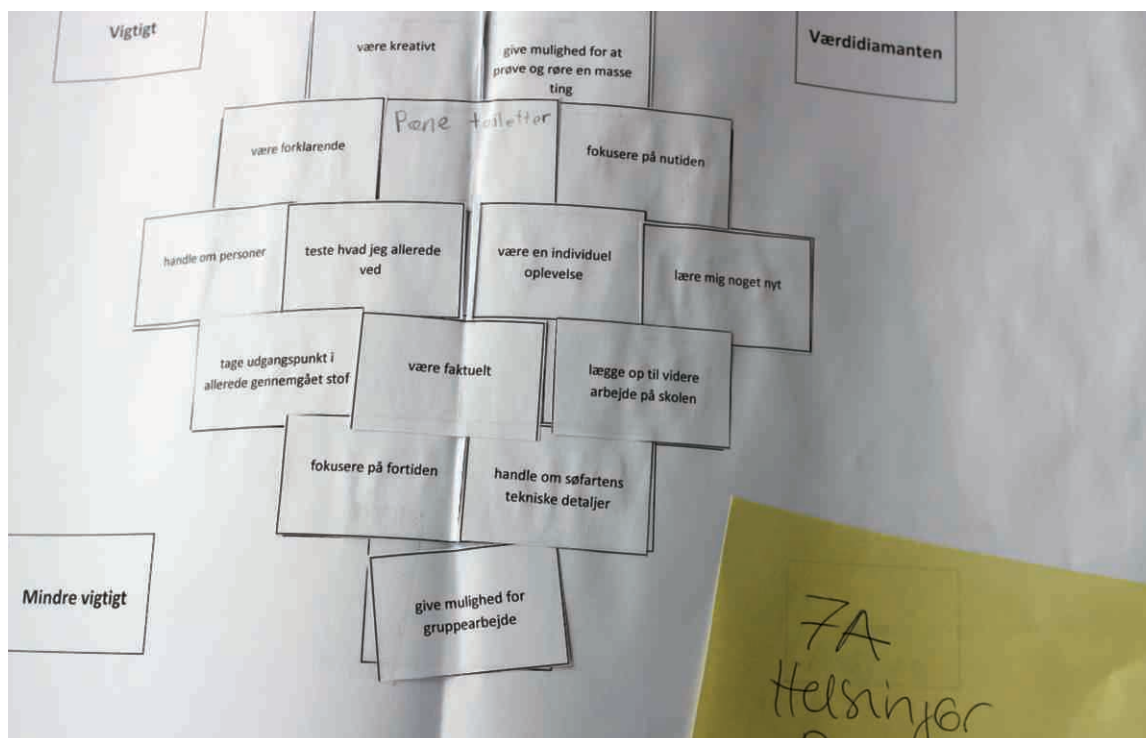 Vigtigt
Værdidiamanten
være kreativt
give mulighed for at
prøve og røre en masse
ting
være forklarende
Pæne toiletter
fokusere på nutiden
handle om personer
teste hvad jeg allerede
ved
være en individuel
oplevelse
lære mig noget nyt
tage udgangspunkt i
allerede gennemgået stof
være faktuelt
lægge op til videre
arbejde på skolen
fokusere på fortiden
handle om søfartens
tekniske detaljer
Mindre vigtigt
give mulighed for
gruppearbejde
7A
Helsingør